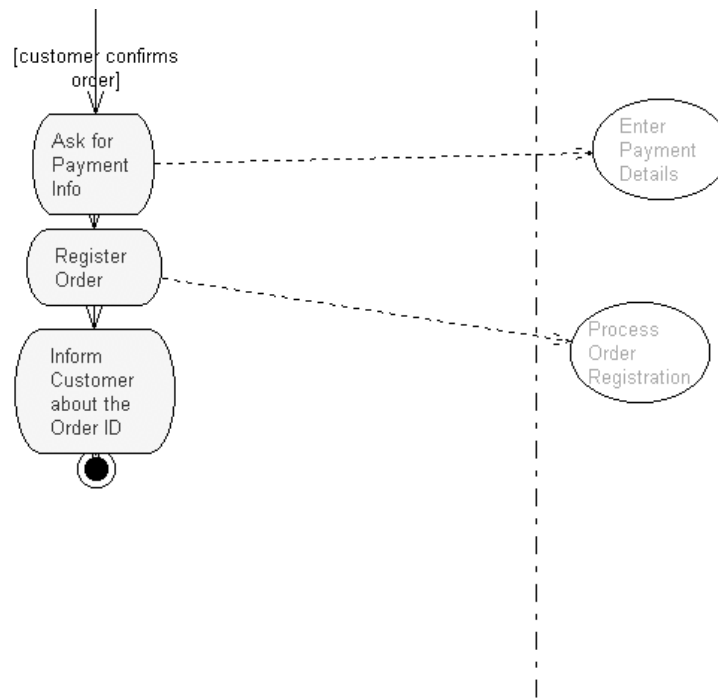 [customer confirms
order]
Ask for
Payment
Info
Enter
Payment
Details
Register
Order
Process
Order
Registration
Inform
Customer
about the
Order ID